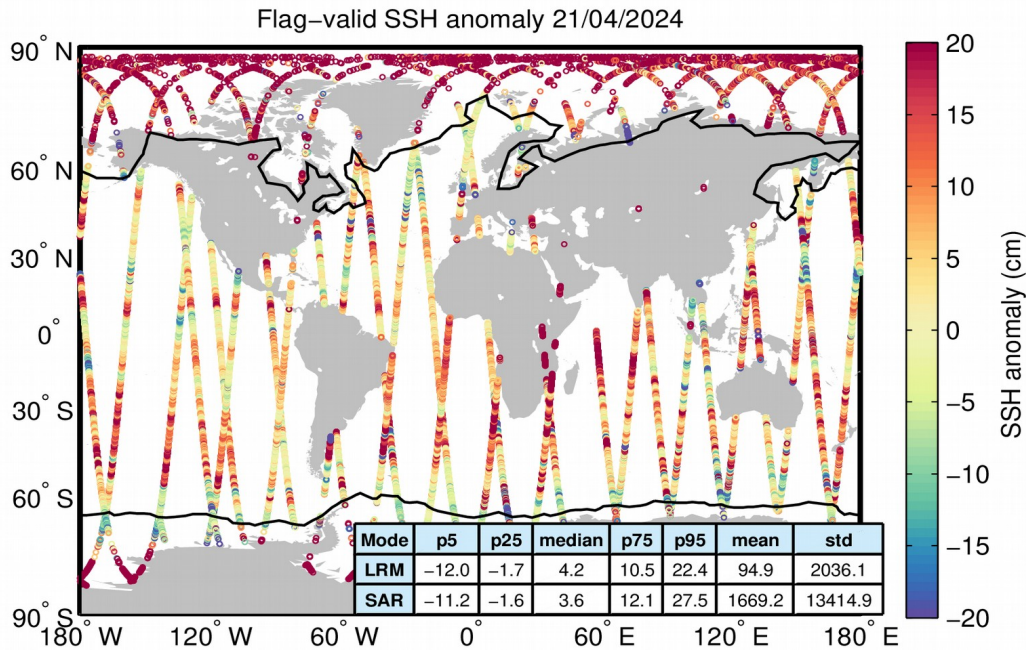 Flag−valid SSH anomaly 21/04/2024
90° N
60° N
30° N
0°
30° S
60° S
90° S
180° W
120° W
60° W
0°
60° E
120° E
180° E
20
15
10
5
0
−5
−10
−15
−20
SSH anomaly (cm)
Mode p5 p25 median p75 p95 mean std
LRM −12.0 −1.7 4.2 10.5 22.4 94.9 2036.1
SAR −11.2 −1.6 3.6 12.1 27.5 1669.2 13414.9